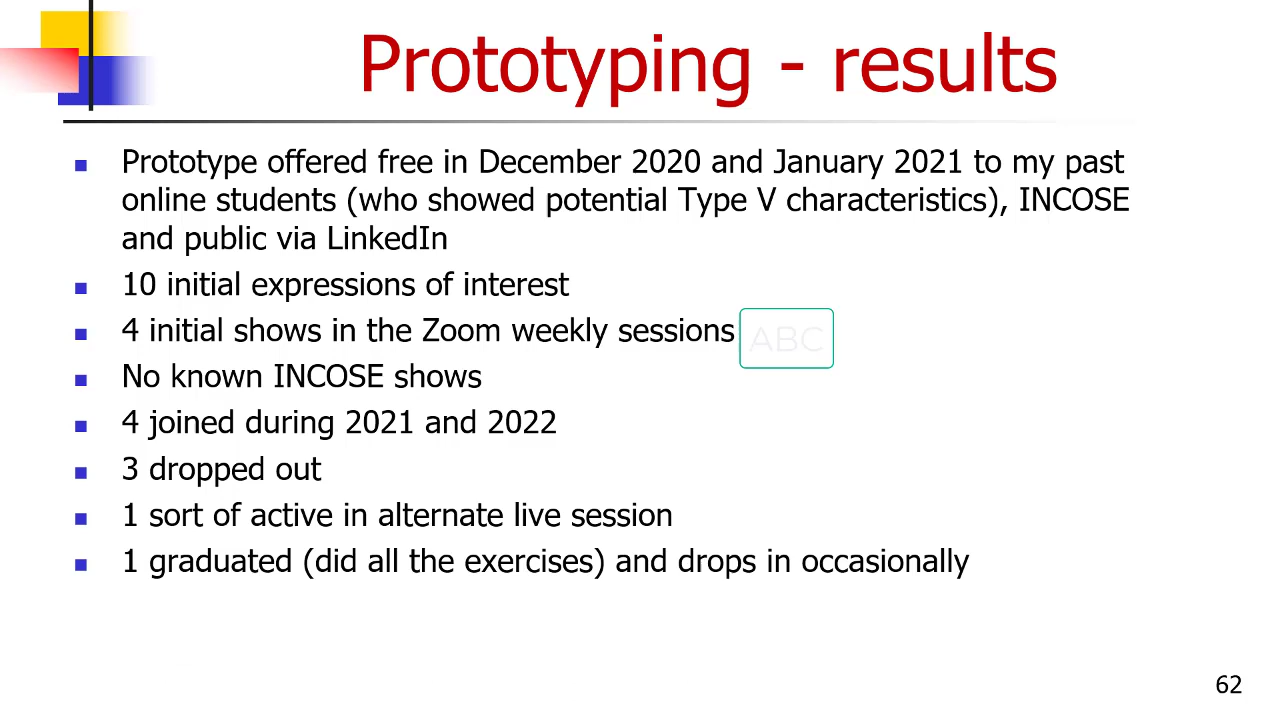 Prototyping - results
Prototype offered free in December 2020 and January 2021 to my past
online students (who showed potential Type V characteristics), INCOSE
and public via LinkedIn
10 initial expressions of interest
4 initial shows in the Zoom weekly sessions
ABC
No known INCOSE shows
4 joined during 2021 and 2022
3 dropped out
1 sort of active in alternate live session
1 graduated (did all the exercises) and drops in occasionally
62